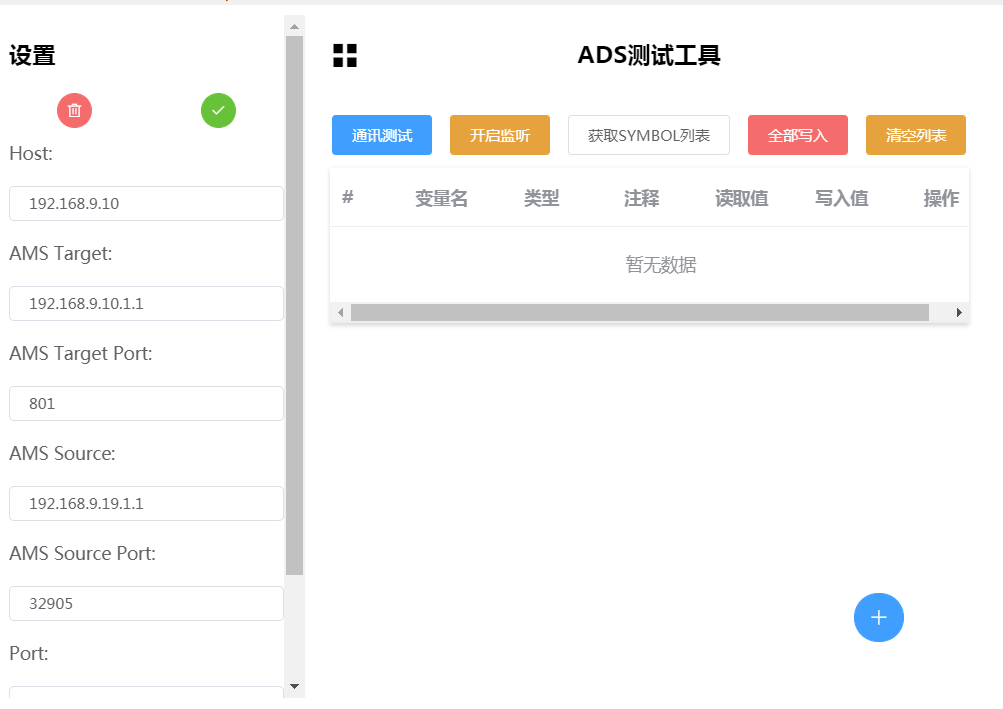 设置
Host:
192.168.9.10
AMS Target:
192.168.9.10.1.1
AMS Target Port:
801
AMS Source:
192.168.9.19.1.1
AMS Source Port:
32905
Port:
ADS测试工具
通讯测试 开启监听 获取SYMBOL列表 全部写入 清空列表
# 变量名 类型 注释 读取值 写入值 操作
暂无数据